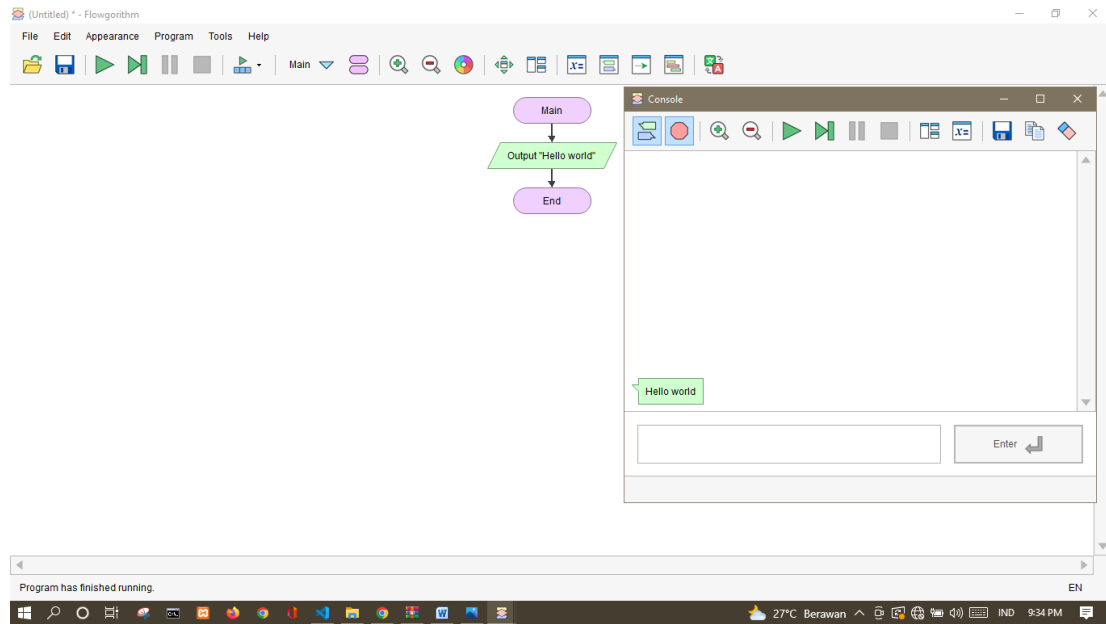 (Untitled) * - Flowgorithm
File Edit Appearance Program Tools Help
Main
x=
Main
Output "Hello world"
End
Console
x=
Hello world
Enter
Program has finished running.
EN
27°C Berawan
IND
9:34 PM